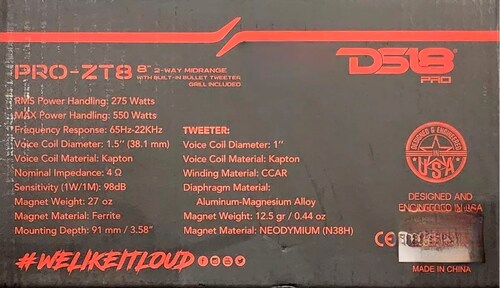 PRO-ZT8 8" 2-WAY MIDRANGE
WITH BUILT-IN BULLET TWEETER
GRILL INCLUDED
DS18®
PRO
RMS Power Handling: 275 Watts
MAX Power Handling: 550 Watts
Frequency Response: 65Hz-22KHz
Voice Coil Diameter: 1.5" (38.1 mm)
Voice Coil Material: Kapton
Nominal Impedance: 4 Ω
Sensitivity (1W/1M): 98dB
Magnet Weight: 27 oz
Magnet Material: Ferrite
Mounting Depth: 91 mm / 3.58"
TWEETER:
Voice Coil Diameter: 1"
Voice Coil Material: Kapton
Winding Material: CCAR
Diaphragm Material:
Aluminum-Magnesium Alloy
Magnet Weight: 12.5 gr / 0.44 oz
Magnet Material: NEODYMIUM (N38H)
DESIGNED & ENGINEERED
IN
USA
DESIGNED AND
ENGINEERED IN USA
CE
MADE IN CHINA
#WELIKEITLOUD